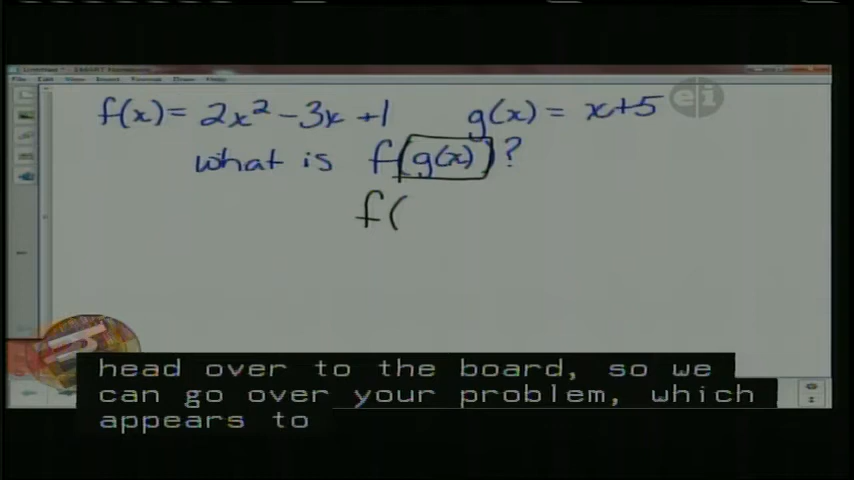 f(x) = 2x² - 3x + 1 g(x) = x+5
ei
what is f(g(x))?
f(
head over to the board, so we
can go over your problem, which
appears to